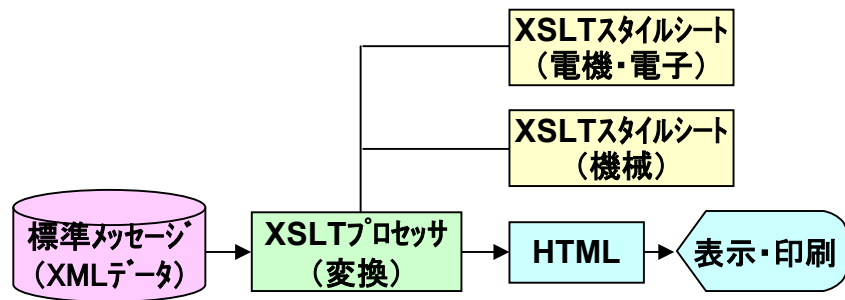 XSLTｽﾀｲﾙｼｰﾄ
（電機・電子）
XSLTｽﾀｲﾙｼｰﾄ
（機械）
標準ﾒｯｾｰｼﾞ
（XMLﾃﾞｰﾀ）
XSLTﾌﾟﾛｾｯｻ
（変換）
HTML
表示・印刷